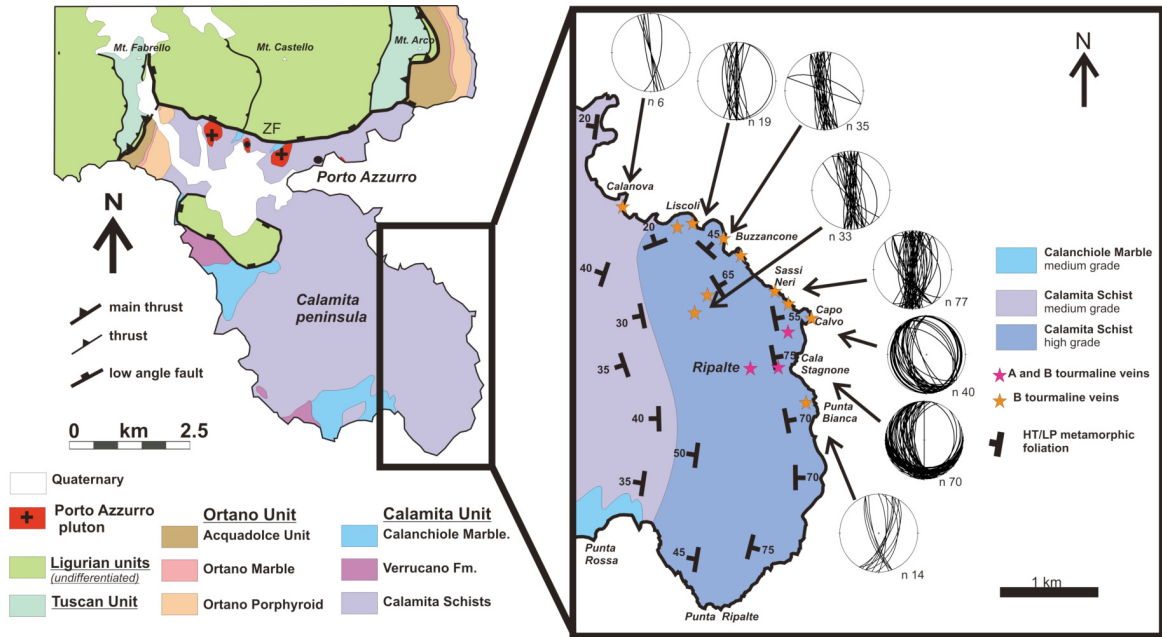 Mt. Fabrello
Mt. Castello
Mt. Arco
ZF
Porto Azzurro
N
main thrust
thrust
low angle fault
Calamita
peninsula
0 km 2.5
Quaternary
Porto Azzurro
pluton
Ligurian units
(undifferentiated)
Tuscan Unit
Ortano Unit
Acquadolce Unit
Ortano Marble
Ortano Porphyroid
Calamita Unit
Calanchiole Marble.
Verrucano Fm.
Calamita Schists
N
n 6
n 19
n 35
n 33
n 77
n 40
n 70
n 14
20
Calanova
Liscoli
20
45
Buzzancone
40
65
Sassi
Neri
30
55
Capo
Calvo
35
Ripalte
75
Cala
Stagnone
40
70
Punta
Bianca
50
35
70
45
75
Punta
Rossa
Punta Ripalte
Calanchiole Marble
medium grade
Calamita Schist
medium grade
Calamita Schist
high grade
A and B tourmaline veins
B tourmaline veins
HT/LP metamorphic
foliation
1 km